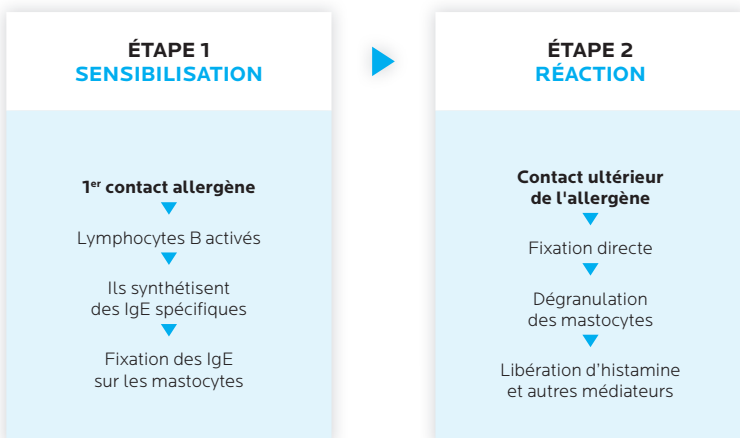 ÉTAPE 1
SENSIBILISATION
1er contact allergène
Lymphocytes B activés
Ils synthétisent
des IgE spécifiques
Fixation des IgE
sur les mastocytes
ÉTAPE 2
RÉACTION
Contact ultérieur
de l'allergène
Fixation directe
Dégranulation
des mastocytes
Libération d’histamine
et autres médiateurs